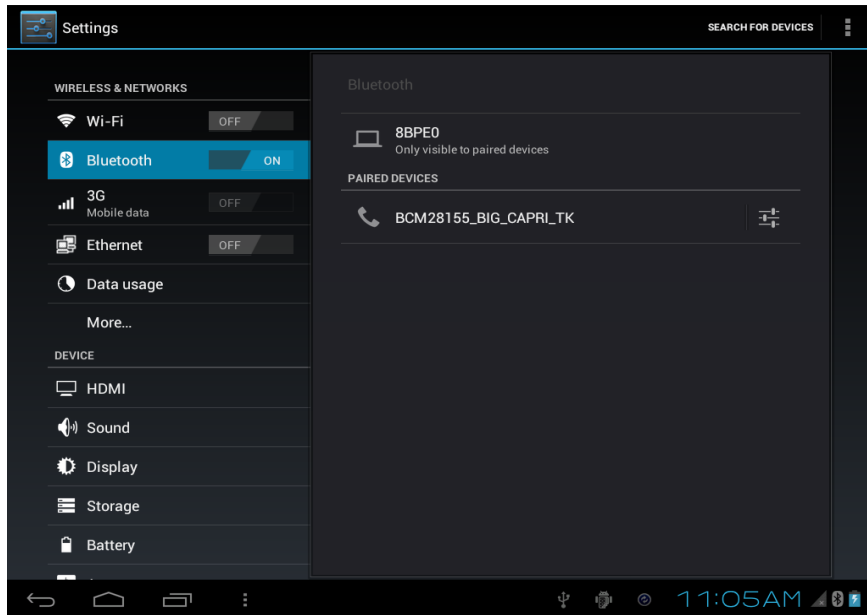 Settings
SEARCH FOR DEVICES
WIRELESS & NETWORKS
Wi-Fi OFF
Bluetooth ON
3G
Mobile data
OFF
Ethernet OFF
Data usage
More...
DEVICE
HDMI
Sound
Display
Storage
Battery
Bluetooth
8BPE0
Only visible to paired devices
PAIRED DEVICES
BCM28155_BIG_CAPRI_TK
11:05AM